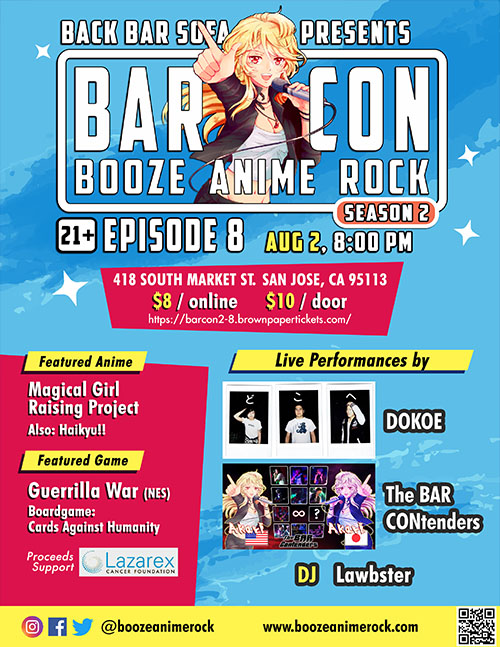 BACK BAR SOFA PRESENTS
BAR CON
BOOZE ANIME ROCK
SEASON 2
21+ EPISODE 8 AUG 2, 8:00 PM
418 SOUTH MARKET ST. SAN JOSE, CA 95113
$8 / online $10 / door
https://barcon2-8.brownpapertickets.com/
Featured Anime
Magical Girl
Raising Project
Also: Haikyu!!
Featured Game
Guerrilla War (NES)
Boardgame:
Cards Against Humanity
Proceeds
Support
Lazarex
CANCER FOUNDATION
Live Performances by
どこへ
DOKOE
∞ ?
The BAR
CONtenders
DJ Lawbster
@boozeanimerock
www.boozeanimerock.com